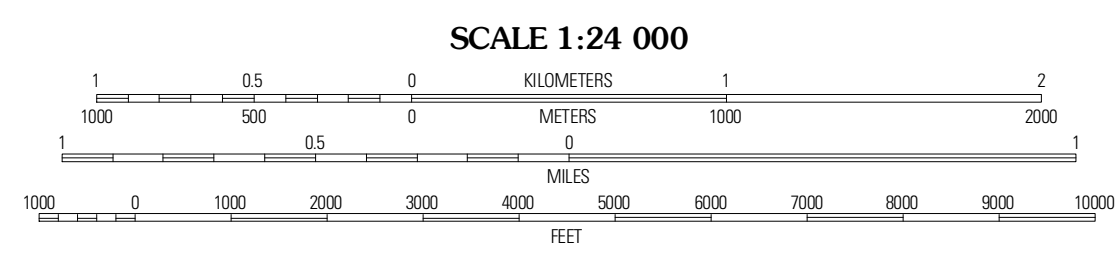 SCALE 1:24 000
1 0.5 0 KILOMETERS 1 2
1000 500 0 METERS 1000 2000
1 0.5 0 1
MILES
1000 0 1000 2000 3000 4000 5000 6000 7000 8000 9000 10000
FEET